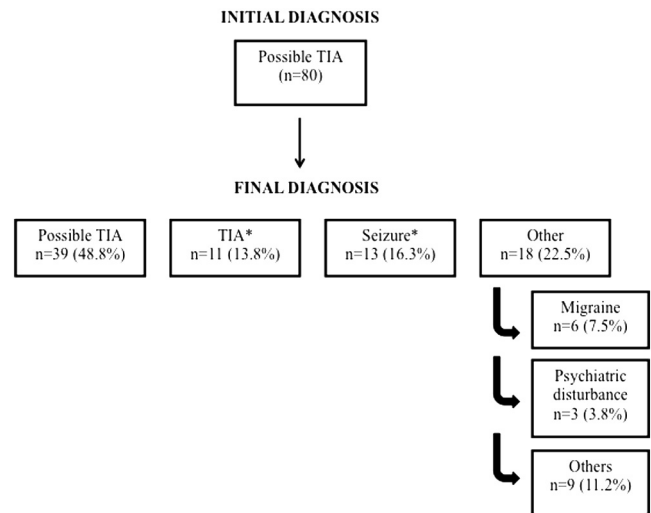 INITIAL DIAGNOSIS
Possible TIA
(n=80)
FINAL DIAGNOSIS
Possible TIA
n=39 (48.8%)
TIA*
n=11 (13.8%)
Seizure*
n=13 (16.3%)
Other
n=18 (22.5%)
Migraine
n=6 (7.5%)
Psychiatric
disturbance
n=3 (3.8%)
Others
n=9 (11.2%)